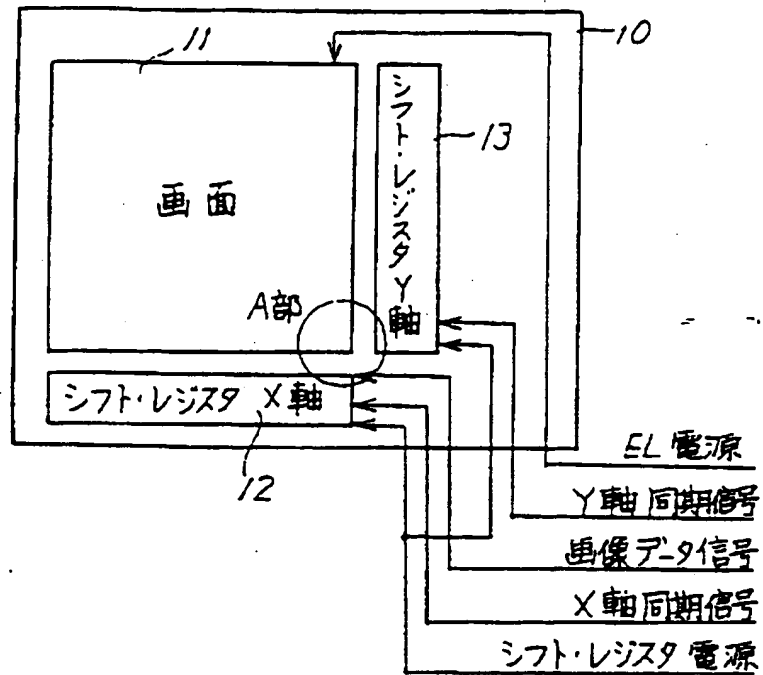 11
10
シフト・レジスタ Y軸
13
画面
A部
シフト・レジスタ X軸
12
EL電源
Y軸同期信号
画像データ信号
X軸同期信号
シフト・レジスタ電源